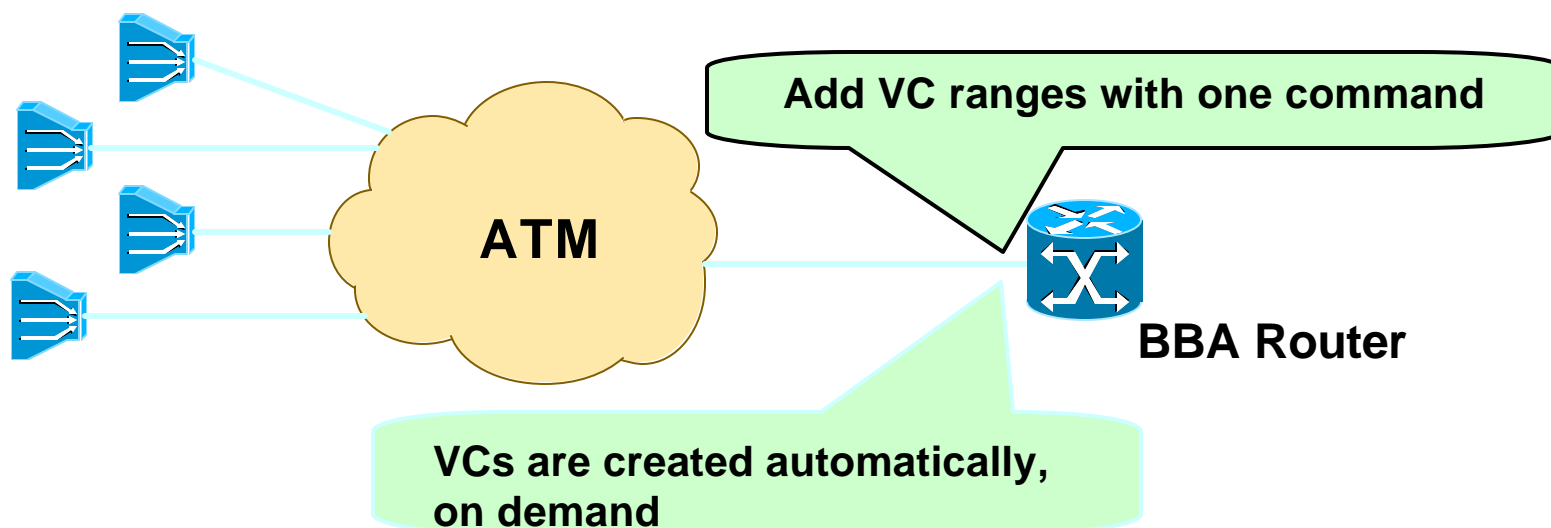 Add VC ranges with one command
ATM
BBA Router
VCs are created automatically,
on demand